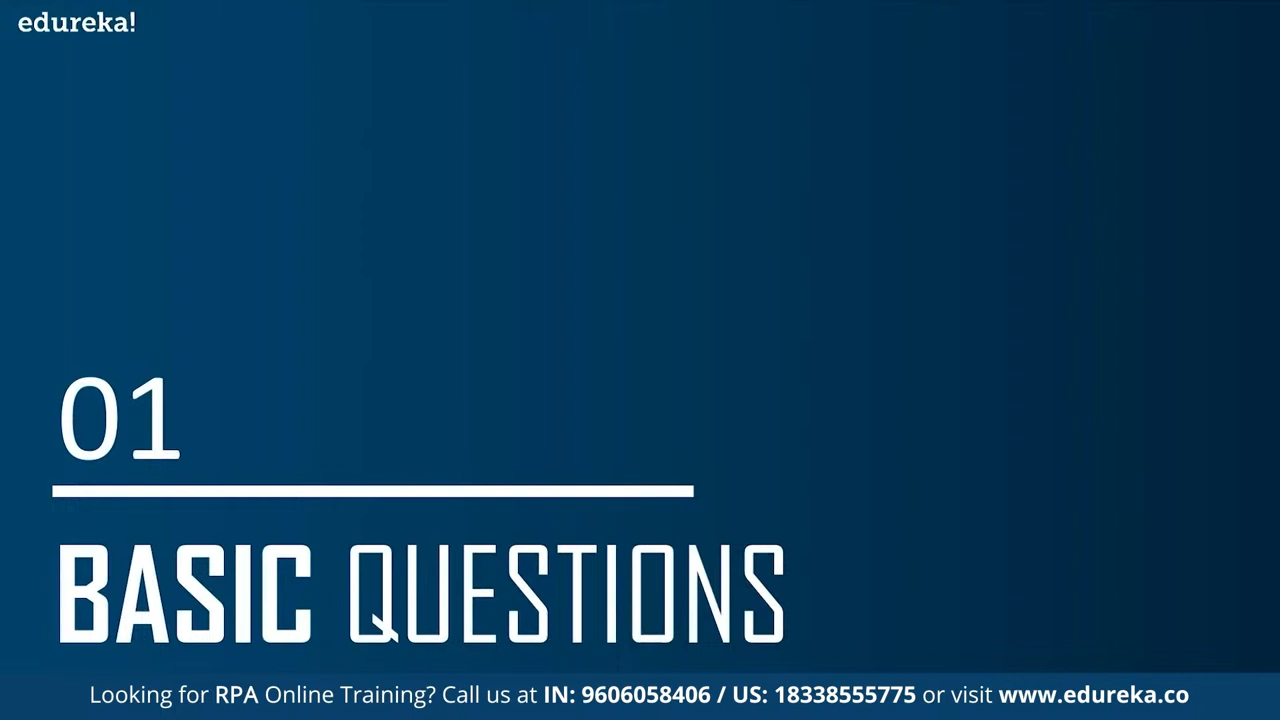 edureka!
01
BASIC QUESTIONS
Looking for RPA Online Training? Call us at IN: 9606058406 / US: 18338555775 or visit www.edureka.co